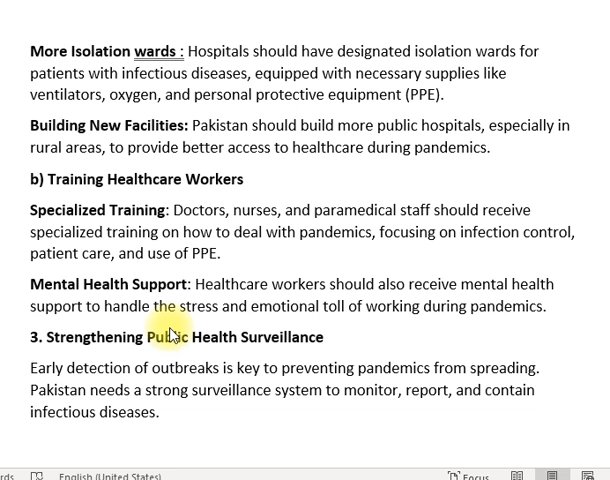 More Isolation wards : Hospitals should have designated isolation wards for
patients with infectious diseases, equipped with necessary supplies like
ventilators, oxygen, and personal protective equipment (PPE).
Building New Facilities: Pakistan should build more public hospitals, especially in
rural areas, to provide better access to healthcare during pandemics.
b) Training Healthcare Workers
Specialized Training: Doctors, nurses, and paramedical staff should receive
specialized training on how to deal with pandemics, focusing on infection control,
patient care, and use of PPE.
Mental Health Support: Healthcare workers should also receive mental health
support to handle the stress and emotional toll of working during pandemics.
3. Strengthening Public Health Surveillance
Early detection of outbreaks is key to preventing pandemics from spreading.
Pakistan needs a strong surveillance system to monitor, report, and contain
infectious diseases.
English (United States) Focus